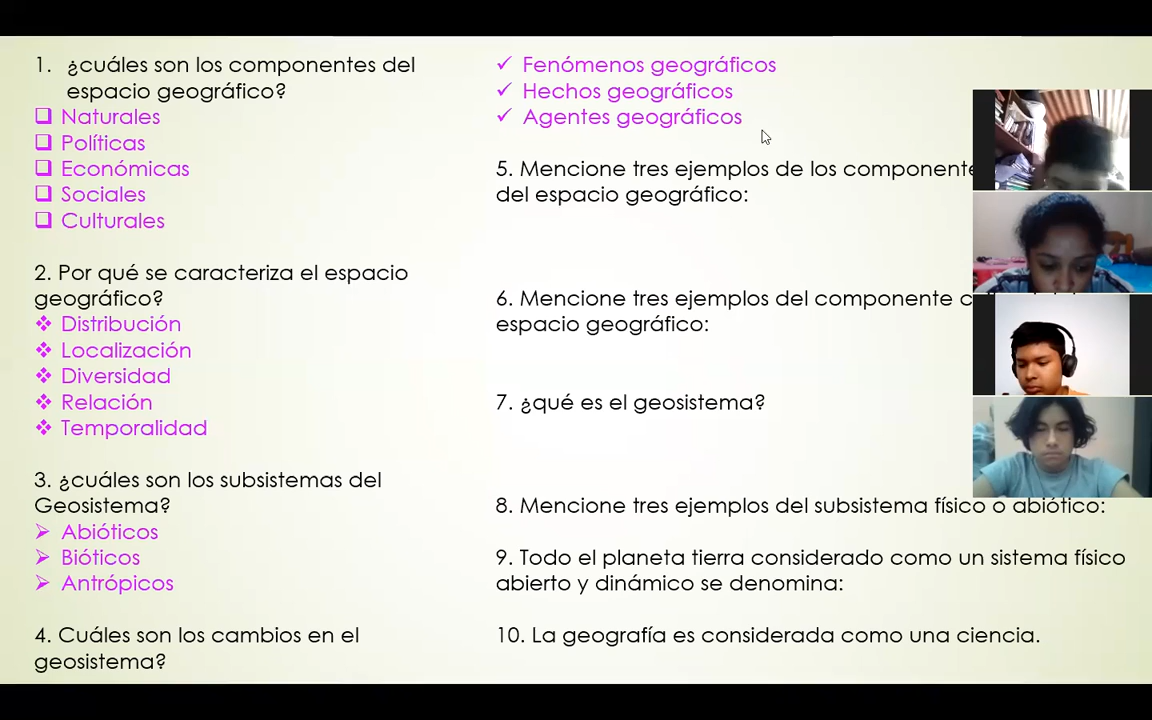 1. ¿cuáles son los componentes del
espacio geográfico?
Naturales
Políticas
Económicas
Sociales
Culturales
2. Por qué se caracteriza el espacio
geográfico?
Distribución
Localización
Diversidad
Relación
Temporalidad
3. ¿cuáles son los subsistemas del
Geosistema?
Abióticos
Bióticos
Antrópicos
4. Cuáles son los cambios en el
geosistema?
Fenómenos geográficos
Hechos geográficos
Agentes geográficos
5. Mencione tres ejemplos de los
del espacio geográfico:
6. Mencione tres ejemplos del componente
espacio geográfico:
7. ¿qué es el geosistema?
8. Mencione tres ejemplos del subsistema físico o abiótico:
9. Todo el planeta tierra considerado como un sistema físico
abierto y dinámico se denomina:
10. La geografía es considerada como una ciencia.